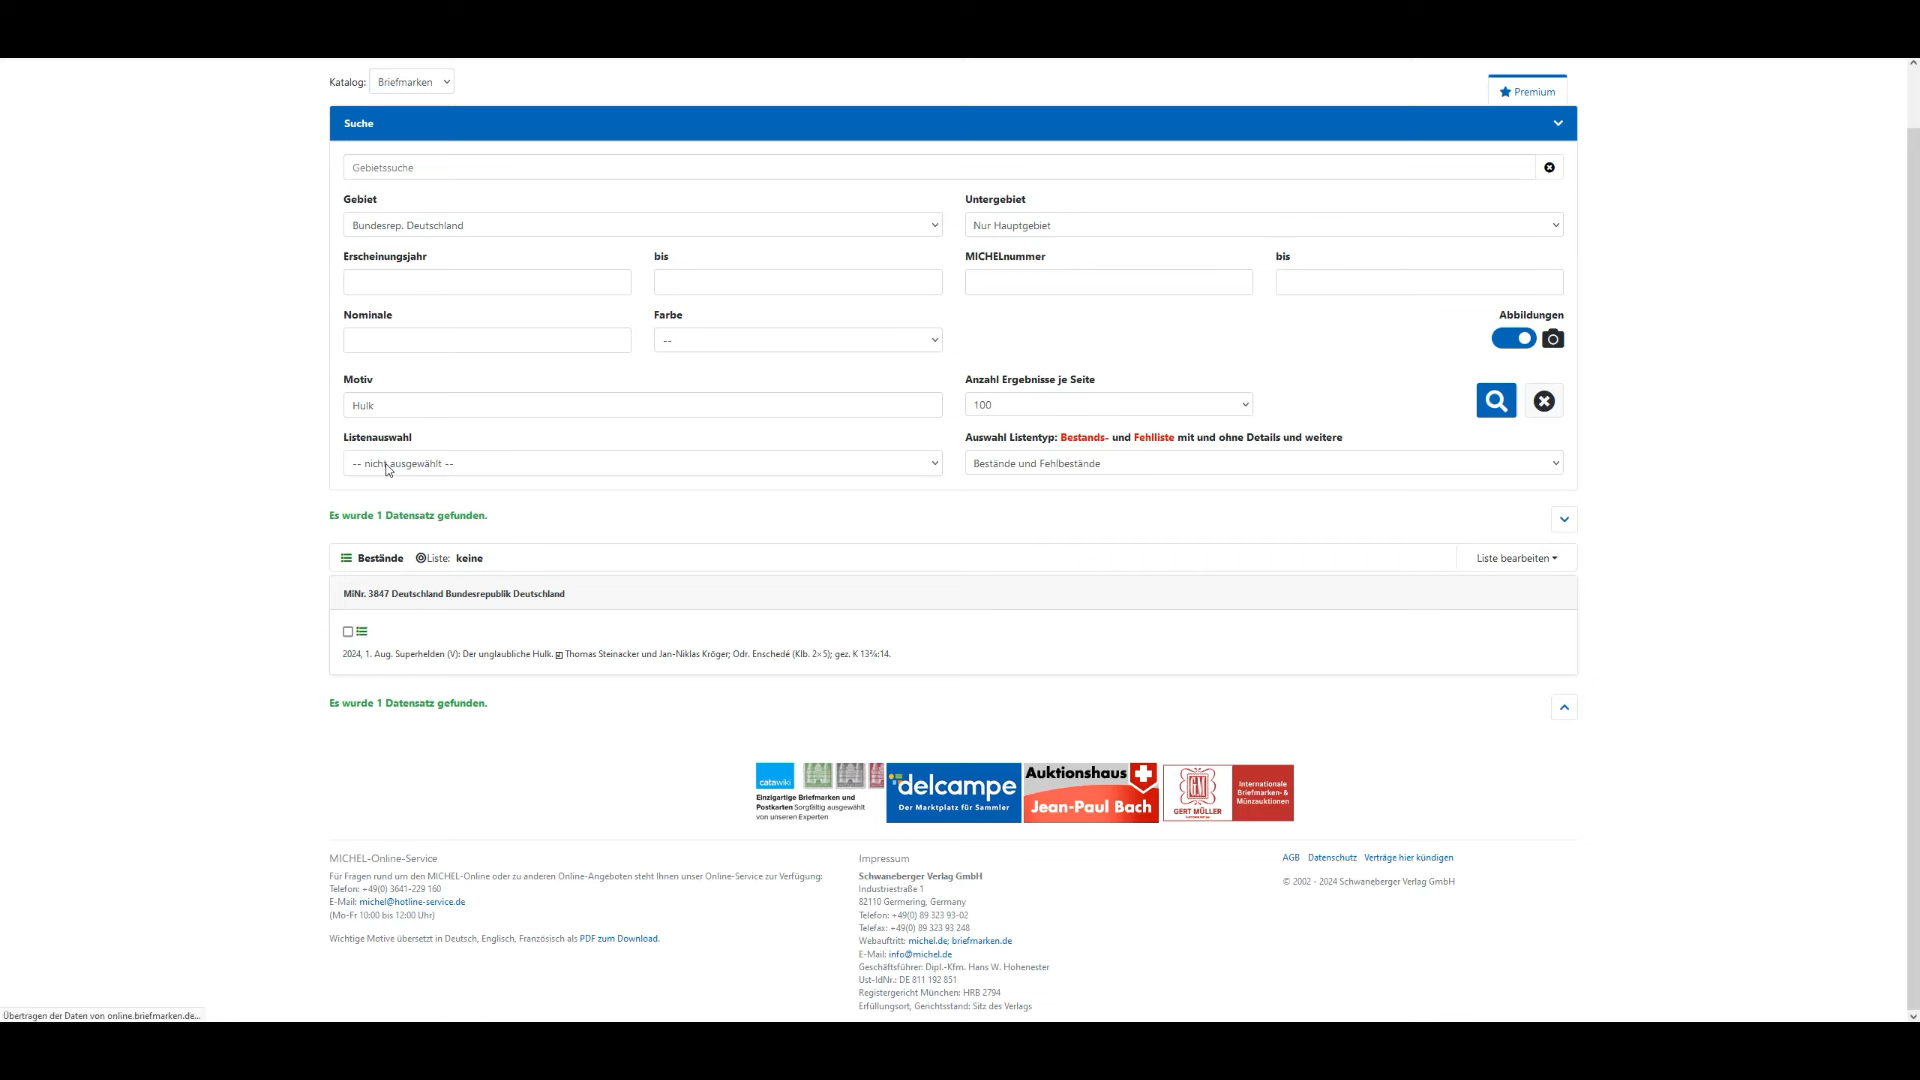 Katalog: Briefmarken
Premium
Suche
Gebietssuche
Gebiet
Untergebiet
Bundesrep. Deutschland
Nur Hauptgebiet
Erscheinungsjahr
bis
MICHELnummer
bis
Nominale
Farbe
Abbildungen
--
Motiv
Anzahl Ergebnisse je Seite
Hulk
100
Listenauswahl
Auswahl Listentyp: Bestands- und Fehlliste mit und ohne Details und weitere
-- nicht ausgewählt --
Bestände und Fehlbestände
Es wurde 1 Datensatz gefunden.
Bestände Liste: keine
Liste bearbeiten
MiNr. 3847 Deutschland Bundesrepublik Deutschland
2024, 1. Aug. Superhelden (V): Der unglaubliche Hulk. Thomas Steinacker und Jan-Niklas Kröger; Odr. Enschedé (Klb. 2×5); gez. K 13¾:14.
Es wurde 1 Datensatz gefunden.
catawiki
Einzigartige Briefmarken und
Postkarten Sorgfältig ausgewählt
von unseren Experten
delcampe
Der Marktplatz für Sammler
Auktionshaus
Jean-Paul Bach
GERT MÜLLER
Internationale
Briefmarken- &
Münzauktionen
MICHEL-Online-Service
Für Fragen rund um den MICHEL-Online oder zu anderen Online-Angeboten steht Ihnen unser Online-Service zur Verfügung:
Telefon: +49(0) 3641-229 160
E-Mail: michel@hotline-service.de
(Mo-Fr 10:00 bis 12:00 Uhr)
Wichtige Motive übersetzt in Deutsch, Englisch, Französisch als PDF zum Download.
Impressum
Schwaneberger Verlag GmbH
Industriestraße 1
82110 Germering, Germany
Telefon: +49(0) 89 323 93-02
Telefax: +49(0) 89 323 93 248
Webauftritt: michel.de; briefmarken.de
E-Mail: info@michel.de
Geschäftsführer: Dipl.-Kfm. Hans W. Hohenester
Ust-IdNr.: DE 811 192 851
Registergericht München: HRB 2794
Erfüllungsort, Gerichtsstand: Sitz des Verlags
AGB Datenschutz Verträge hier kündigen
© 2002 - 2024 Schwaneberger Verlag GmbH
Übertragen der Daten von online.briefmarken.de...